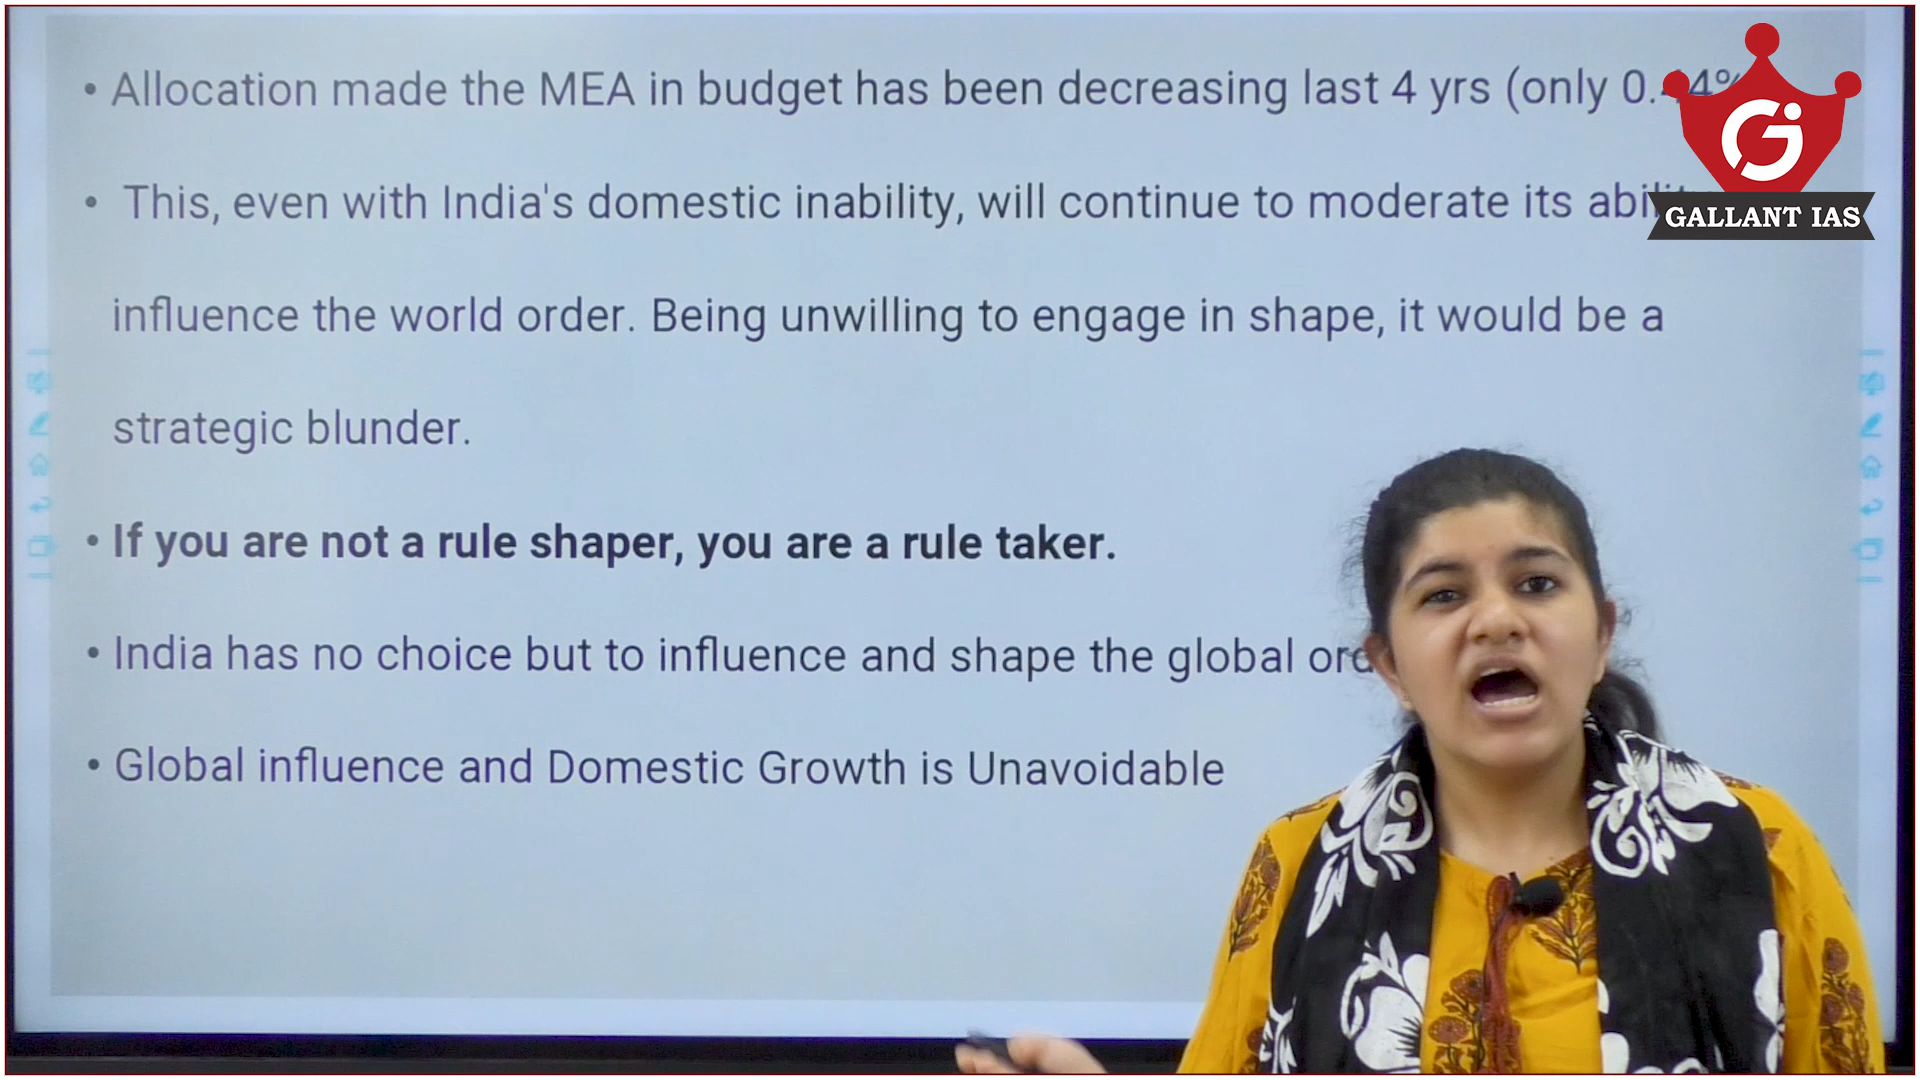 • Allocation made the MEA in budget has been decreasing last 4 yrs (only
• This, even with India's domestic inability, will continue to moderate its
influence the world order. Being unwilling to engage in shape, it would be a
strategic blunder.
• If you are not a rule shaper, you are a rule taker.
• India has no choice but to influence and shape the global
• Global influence and Domestic Growth is Unavoidable
GALLANT IAS